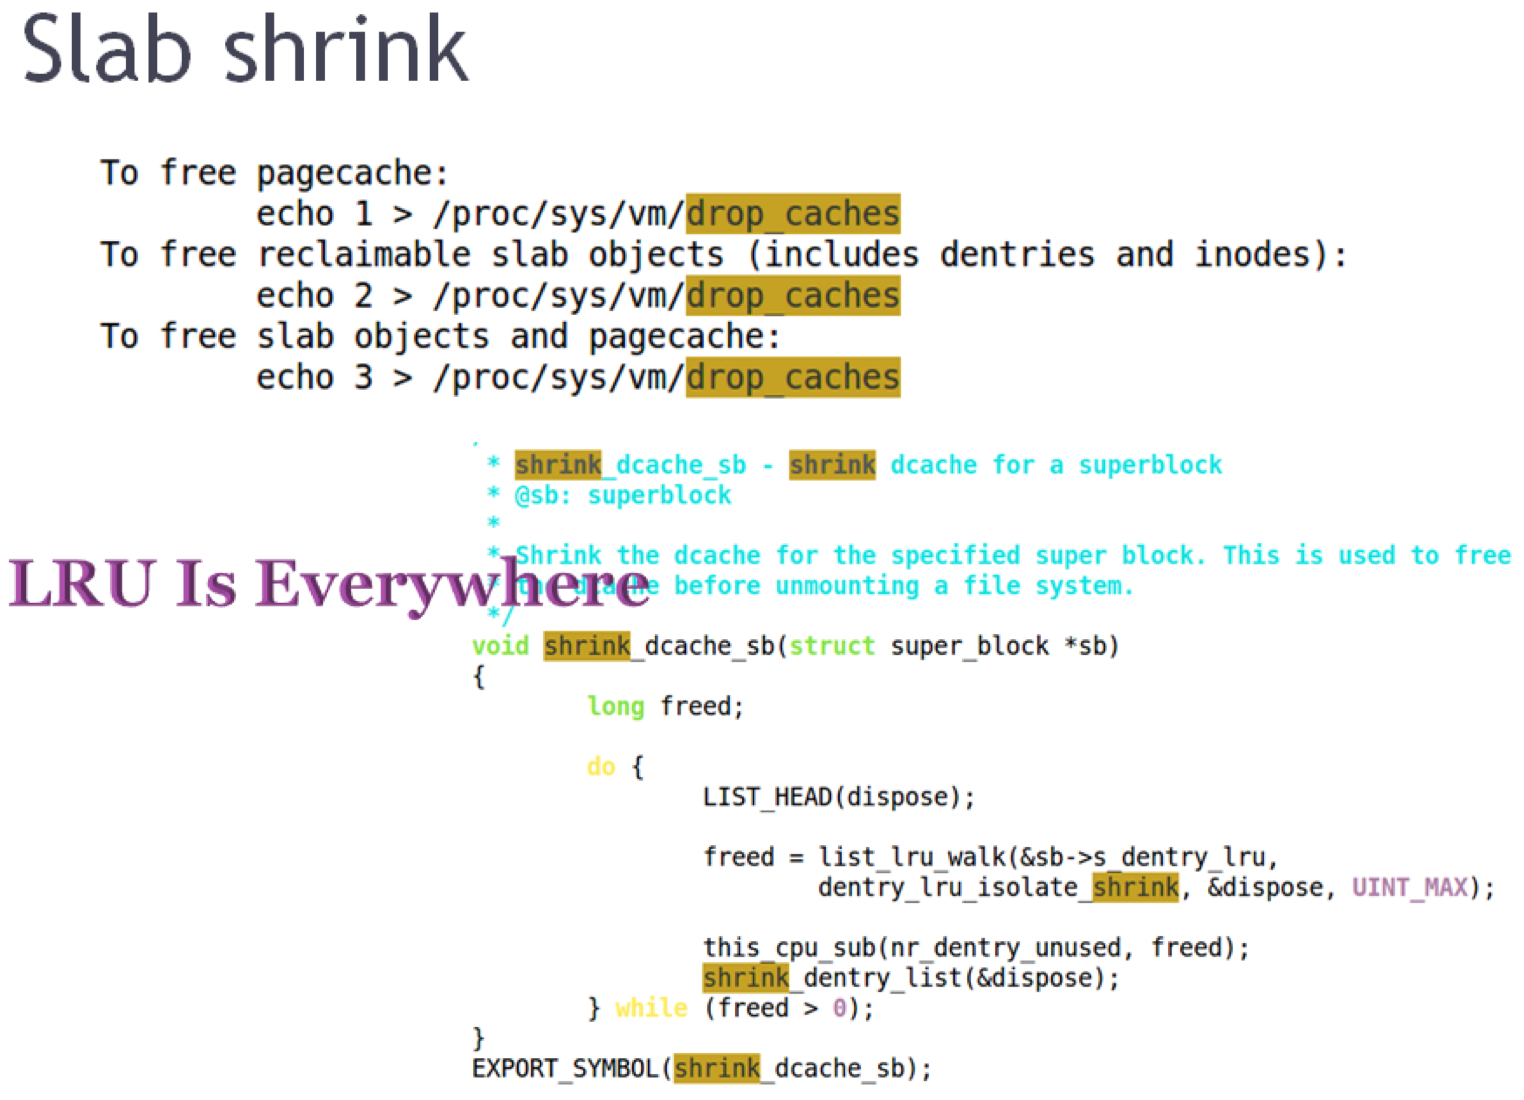 Slab shrink
To free pagecache:
echo 1 > /proc/sys/vm/drop_caches
To free reclaimable slab objects (includes dentries and inodes):
echo 2 > /proc/sys/vm/drop_caches
To free slab objects and pagecache:
echo 3 > /proc/sys/vm/drop_caches
* shrink_dcache_sb - shrink dcache for a superblock
* @sb: superblock
*
* Shrink the dcache for the specified super block. This is used to free
LRU Is Everywhere
* the dcache before unmounting a file system.
*/
void shrink_dcache_sb(struct super_block *sb)
{
long freed;
do {
LIST_HEAD(dispose);
freed = list_lru_walk(&sb->s_dentry_lru,
dentry_lru_isolate_shrink, &dispose, UINT_MAX);
this_cpu_sub(nr_dentry_unused, freed);
shrink_dentry_list(&dispose);
} while (freed > 0);
}
EXPORT_SYMBOL(shrink_dcache_sb);